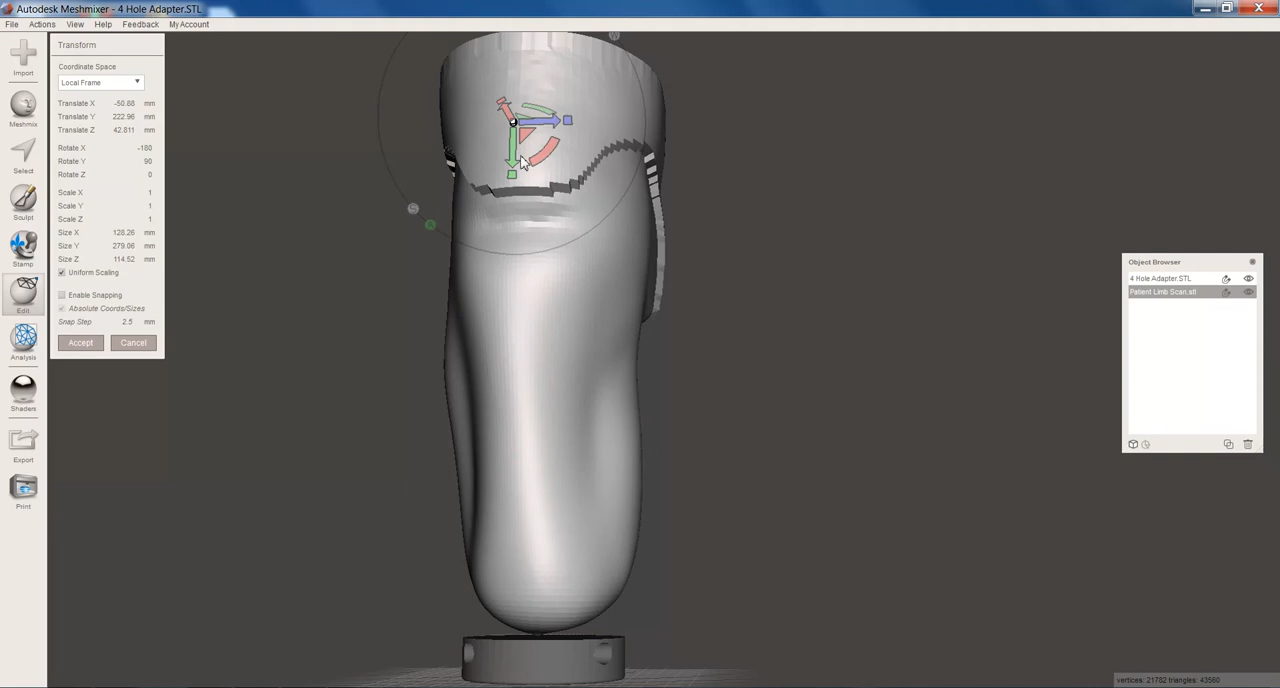 Autodesk Meshmixer - 4 Hole Adapter.STL
File Actions View Help Feedback My Account
Import
Meshmix
Select
Sculpt
Stamp
Edit
Analysis
Shaders
Export
Print
Transform
Coordinate Space
Local Frame
Translate X -50.88 mm
Translate Y 222.96 mm
Translate Z 42.811 mm
Rotate X -180
Rotate Y 90
Rotate Z 0
Scale X 1
Scale Y 1
Scale Z 1
Size X 128.26 mm
Size Y 279.06 mm
Size Z 114.52 mm
Uniform Scaling
Enable Snapping
Absolute Coords/Sizes
Snap Step 2.5 mm
Accept Cancel
W
S
Object Browser
4 Hole Adapter.STL
Patient Limb Scan.stl
vertices: 21782 triangles: 43560